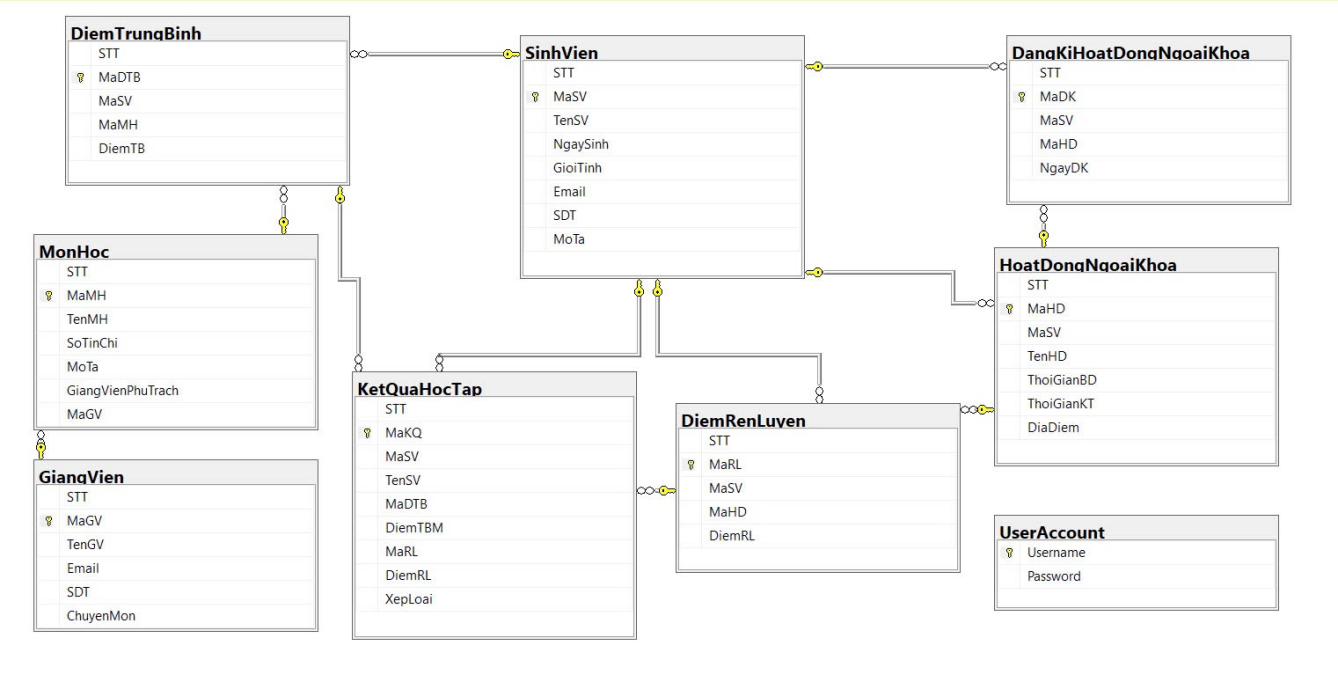 DiemTrungBinh
STT
MaDTB
MaSV
MaMH
DiemTB
SinhVien
STT
MaSV
TenSV
NgaySinh
GioiTinh
Email
SDT
MoTa
DangKiHoatDongNgoaiKhoa
STT
MaDK
MaSV
MaHD
NgayDK
MonHoc
STT
MaMH
TenMH
SoTinChi
MoTa
GiangVienPhuTrach
MaGV
HoatDongNgoaiKhoa
STT
MaHD
MaSV
TenHD
ThoiGianBD
ThoiGianKT
DiaDiem
KetQuaHocTap
STT
MaKQ
MaSV
TenSV
MaDTB
DiemTBM
MaRL
DiemRL
XepLoai
DiemRenLuyen
STT
MaRL
MaSV
MaHD
DiemRL
GiangVien
STT
MaGV
TenGV
Email
SDT
ChuyenMon
UserAccount
Username
Password